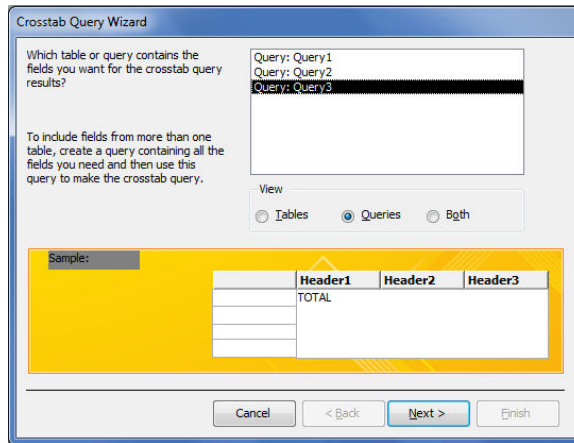 Crosstab Query Wizard
Which table or query contains the
fields you want for the crosstab query
results?
To include fields from more than one
table, create a query containing all the
fields you need and then use this
query to make the crosstab query.
Query: Query1
Query: Query2
Query: Query3
View
Tables Queries Both
Sample:
Header1 Header2 Header3
TOTAL
Cancel < Back Next > Finish